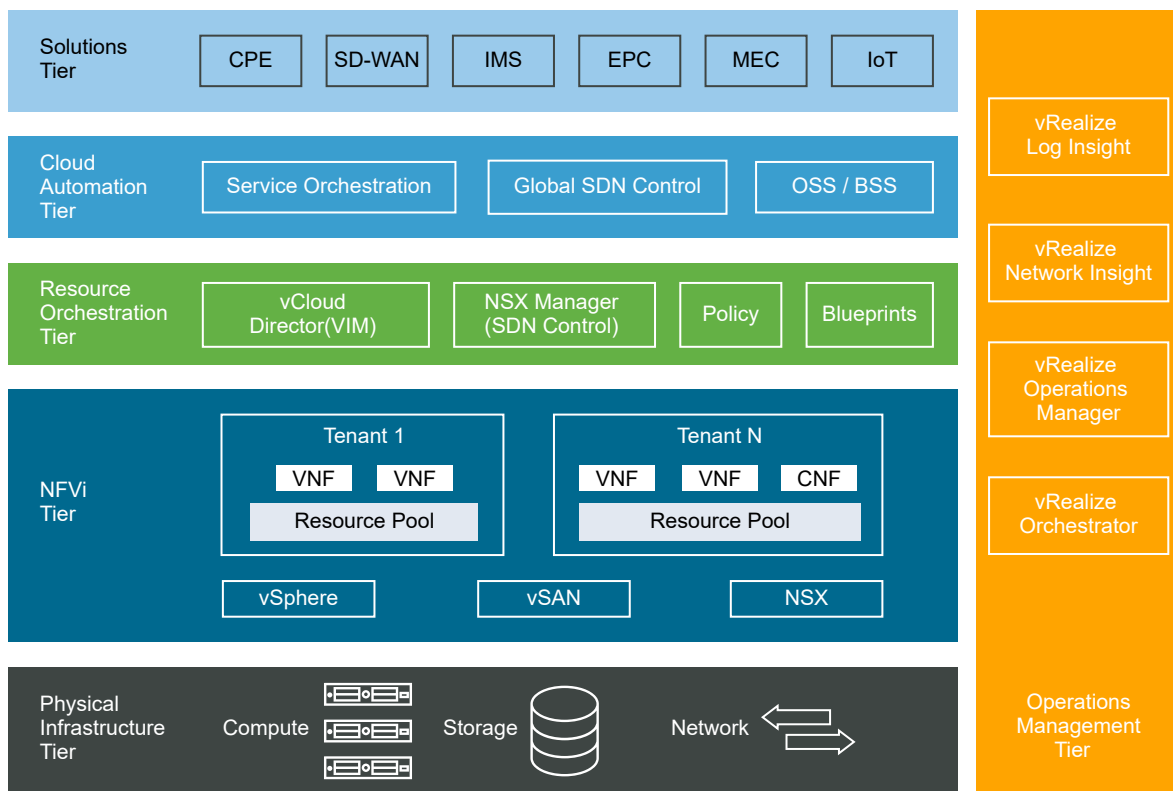 Solutions
Tier
CPE
SD-WAN
IMS
EPC
MEC
IoT
Cloud
Automation
Tier
Service Orchestration
Global SDN Control
OSS / BSS
Resource
Orchestration
Tier
vCloud
Director(VIM)
NSX Manager
(SDN Control)
Policy
Blueprints
NFVi
Tier
Tenant 1
VNF
VNF
Resource Pool
Tenant N
VNF
VNF
CNF
Resource Pool
vSphere
vSAN
NSX
Physical
Infrastructure
Tier
Compute
Storage
Network
vRealize
Log Insight
vRealize
Network Insight
vRealize
Operations
Manager
vRealize
Orchestrator
Operations
Management
Tier